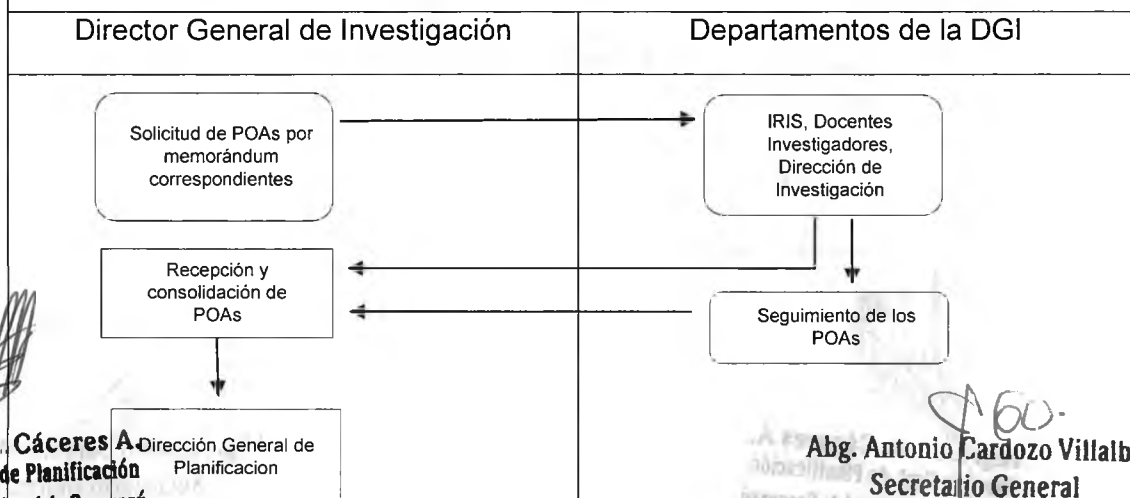 Director General de Investigación
Departamentos de la DGI
Solicitud de POAs por
memorándum
correspondientes
IRIS, Docentes
Investigadores,
Dirección de
Investigación
Recepción y
consolidación de
POAs
Seguimiento de los
POAs
Dirección General de
Planificacion
Cáceres A.
de Planificación
Abg. Antonio Cardozo Villalb
Secretario General